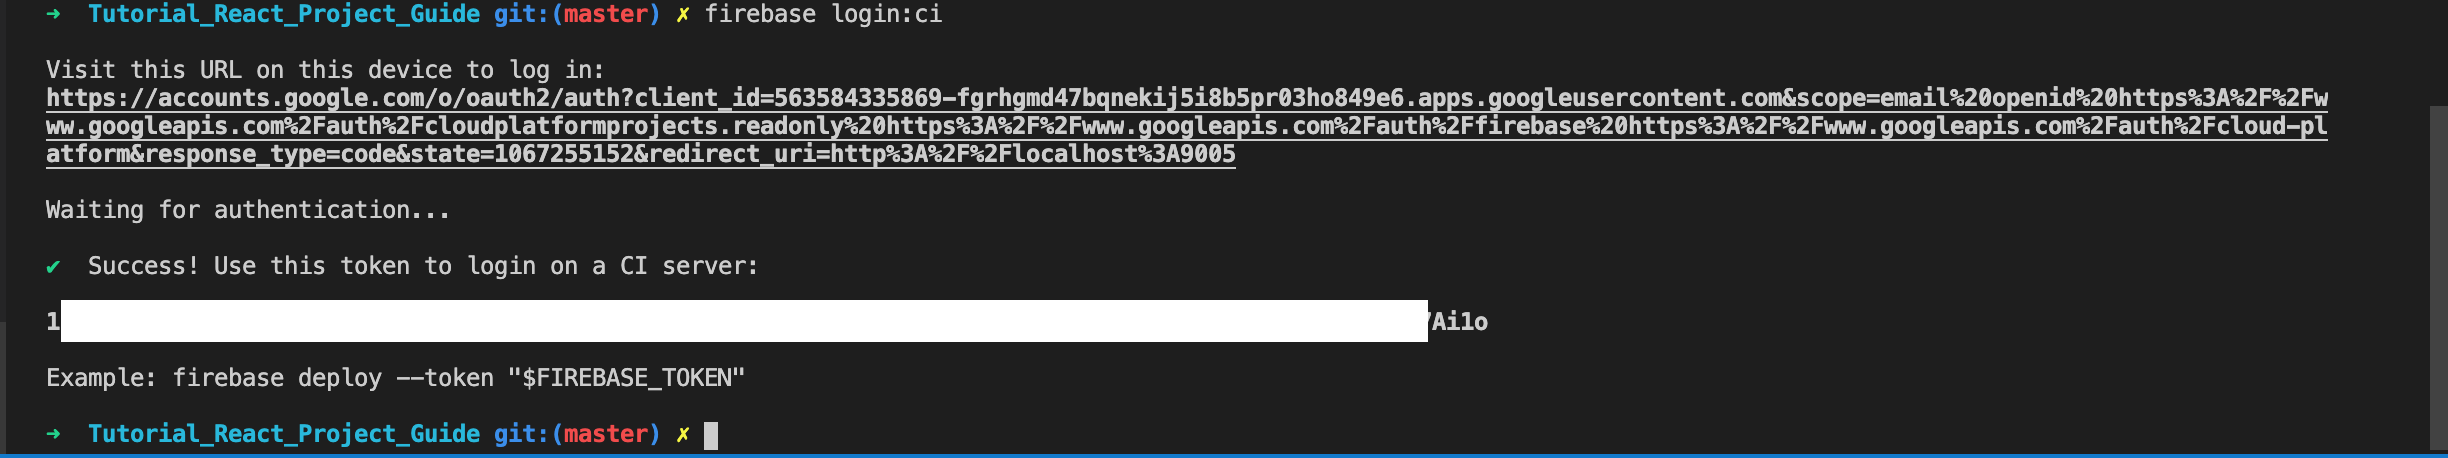 ➜  Tutorial_React_Project_Guide git:(master) ✗ firebase login:ci
Visit this URL on this device to log in:
https://accounts.google.com/o/oauth2/auth?client_id=563584335869-fgrhgmd47bqnekij5i8b5pr03ho849e6.apps.googleusercontent.com&scope=email%20openid%20https%3A%2F%2Fw
ww.googleapis.com%2Fauth%2Fcloudplatformprojects.readonly%20https%3A%2F%2Fwww.googleapis.com%2Fauth%2Ffirebase%20https%3A%2F%2Fwww.googleapis.com%2Fauth%2Fcloud-pl
atform&response_type=code&state=1067255152&redirect_uri=http%3A%2F%2Flocalhost%3A9005
Waiting for authentication...
✔  Success! Use this token to login on a CI server:
1 Ai1o
Example: firebase deploy --token "$FIREBASE_TOKEN"
➜  Tutorial_React_Project_Guide git:(master) ✗